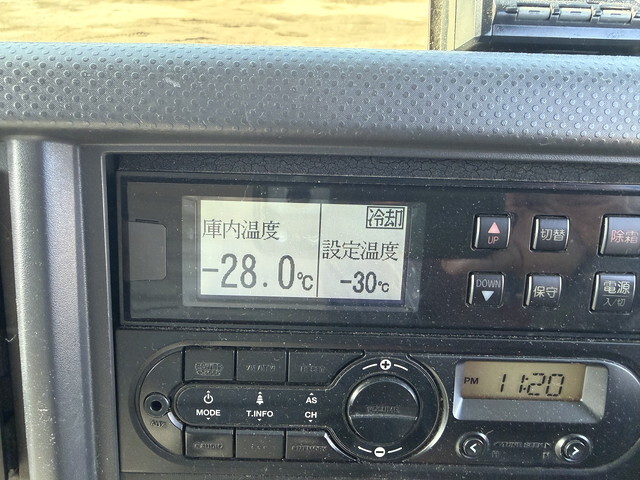 冷却
庫内温度
設定温度
-28.0℃
-30℃
UP
切替
除霜
DOWN
保守
電源
入/切
MODE
T.INFO
AS
CH
PM 11:20